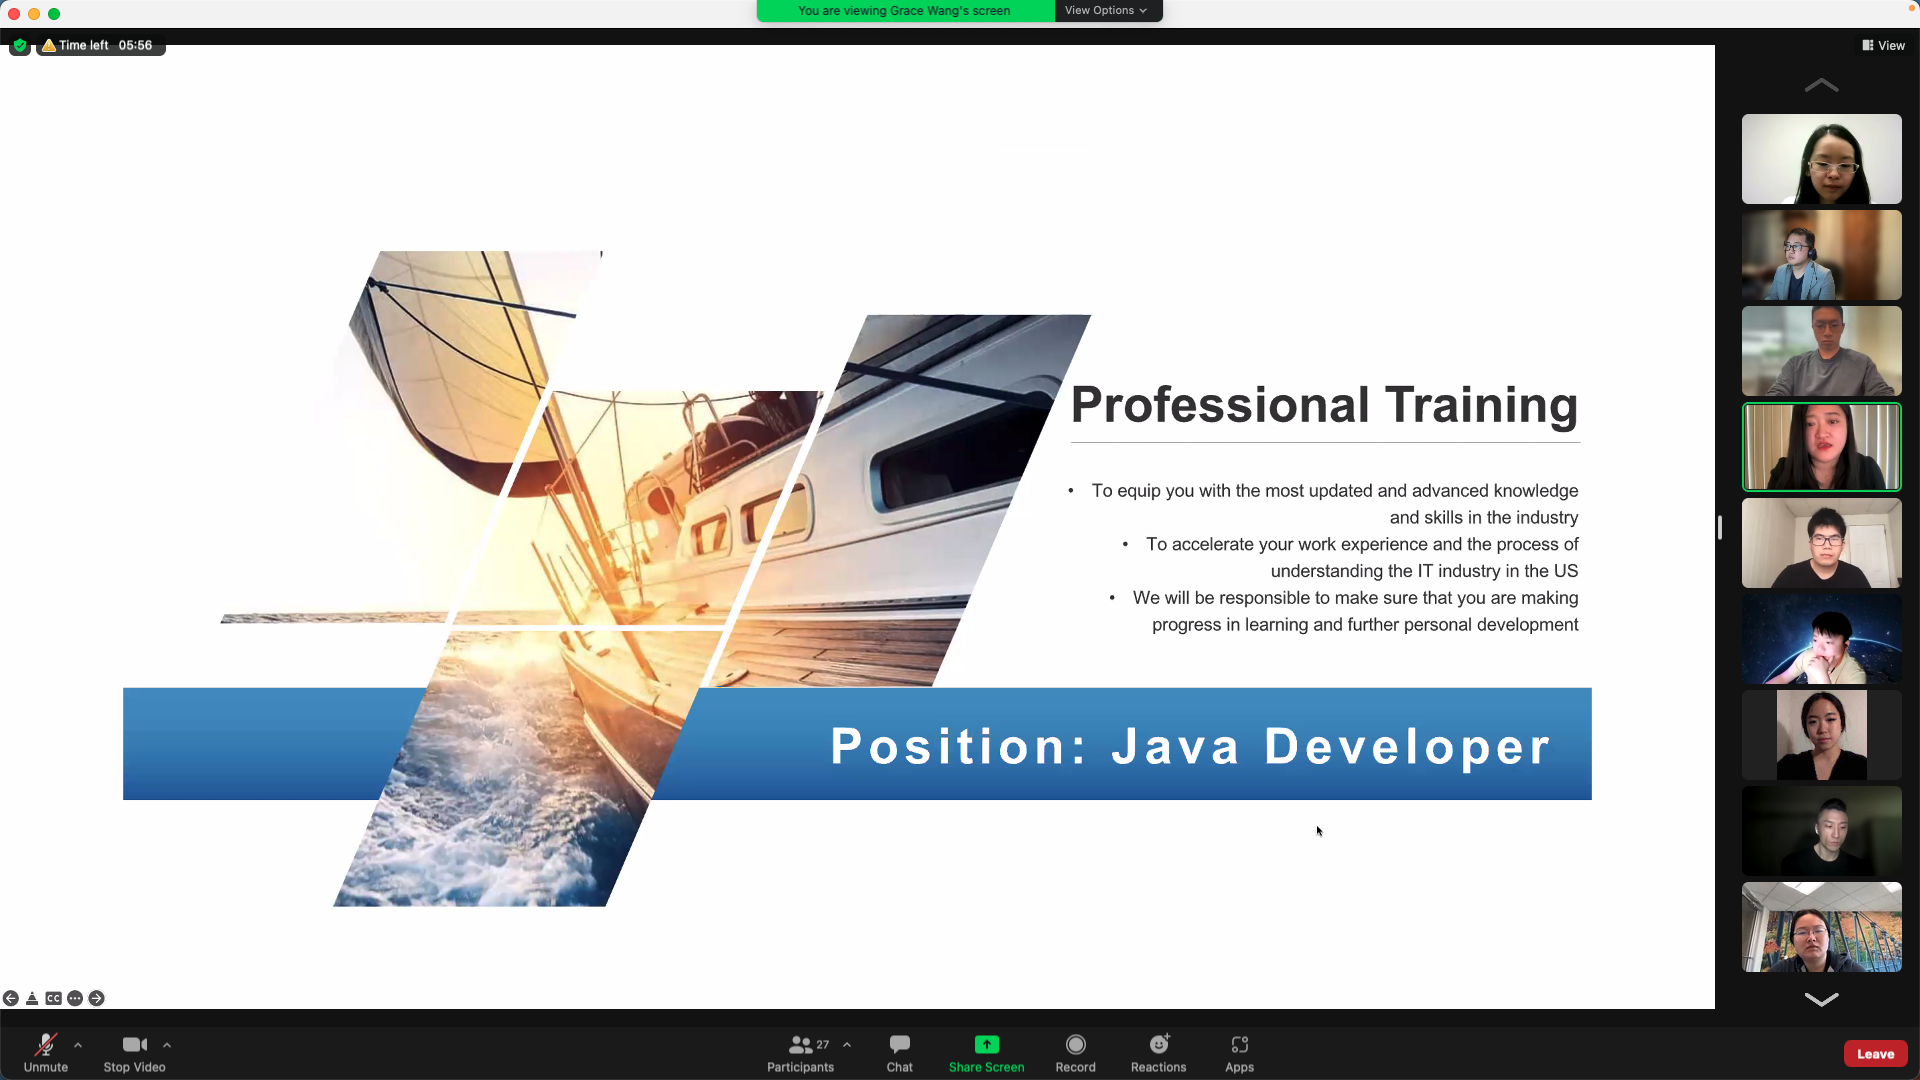 You are viewing Grace Wang's screen
View Options
Time left 05:56
View
Professional Training
• To equip you with the most updated and advanced knowledge
and skills in the industry
• To accelerate your work experience and the process of
understanding the IT industry in the US
• We will be responsible to make sure that you are making
progress in learning and further personal development
Position: Java Developer
CC
Unmute
Stop Video
27
Participants
Chat
Share Screen
Record
Reactions
Apps
Leave